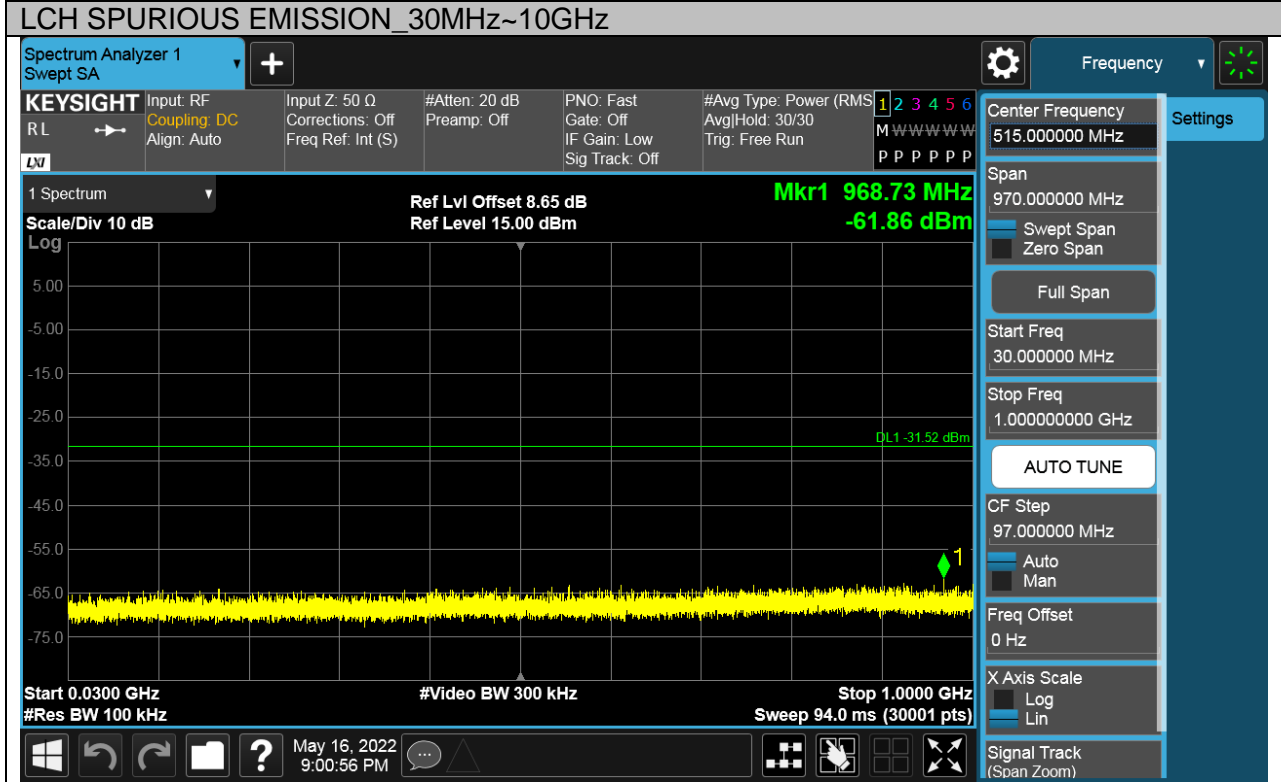 LCH SPURIOUS EMISSION_30MHz~10GHz
Spectrum Analyzer 1
Swept SA
Frequency
KEYSIGHT
RL
LXI
Input: RF
Coupling: DC
Align: Auto
Input Z: 50 Ω
Corrections: Off
Freq Ref: Int (S)
#Atten: 20 dB
Preamp: Off
PNO: Fast
Gate: Off
IF Gain: Low
Sig Track: Off
#Avg Type: Power (RMS
Avg|Hold: 30/30
Trig: Free Run
1 2 3 4 5 6
M W W W W W
P P P P P P
1 Spectrum
Scale/Div 10 dB
Ref Lvl Offset 8.65 dB
Ref Level 15.00 dBm
Mkr1 968.73 MHz
-61.86 dBm
Log
5.00
-5.00
-15.0
-25.0
DL1 -31.52 dBm
-35.0
-45.0
-55.0
1
-65.0
-75.0
Start 0.0300 GHz
#Video BW 300 kHz
Stop 1.0000 GHz
#Res BW 100 kHz
Sweep 94.0 ms (30001 pts)
?
May 16, 2022
9:00:56 PM
Center Frequency
515.000000 MHz
Settings
Span
970.000000 MHz
Swept Span
Zero Span
Full Span
Start Freq
30.000000 MHz
Stop Freq
1.000000000 GHz
AUTO TUNE
CF Step
97.000000 MHz
Auto
Man
Freq Offset
0 Hz
X Axis Scale
Log
Lin
Signal Track
(Span Zoom)